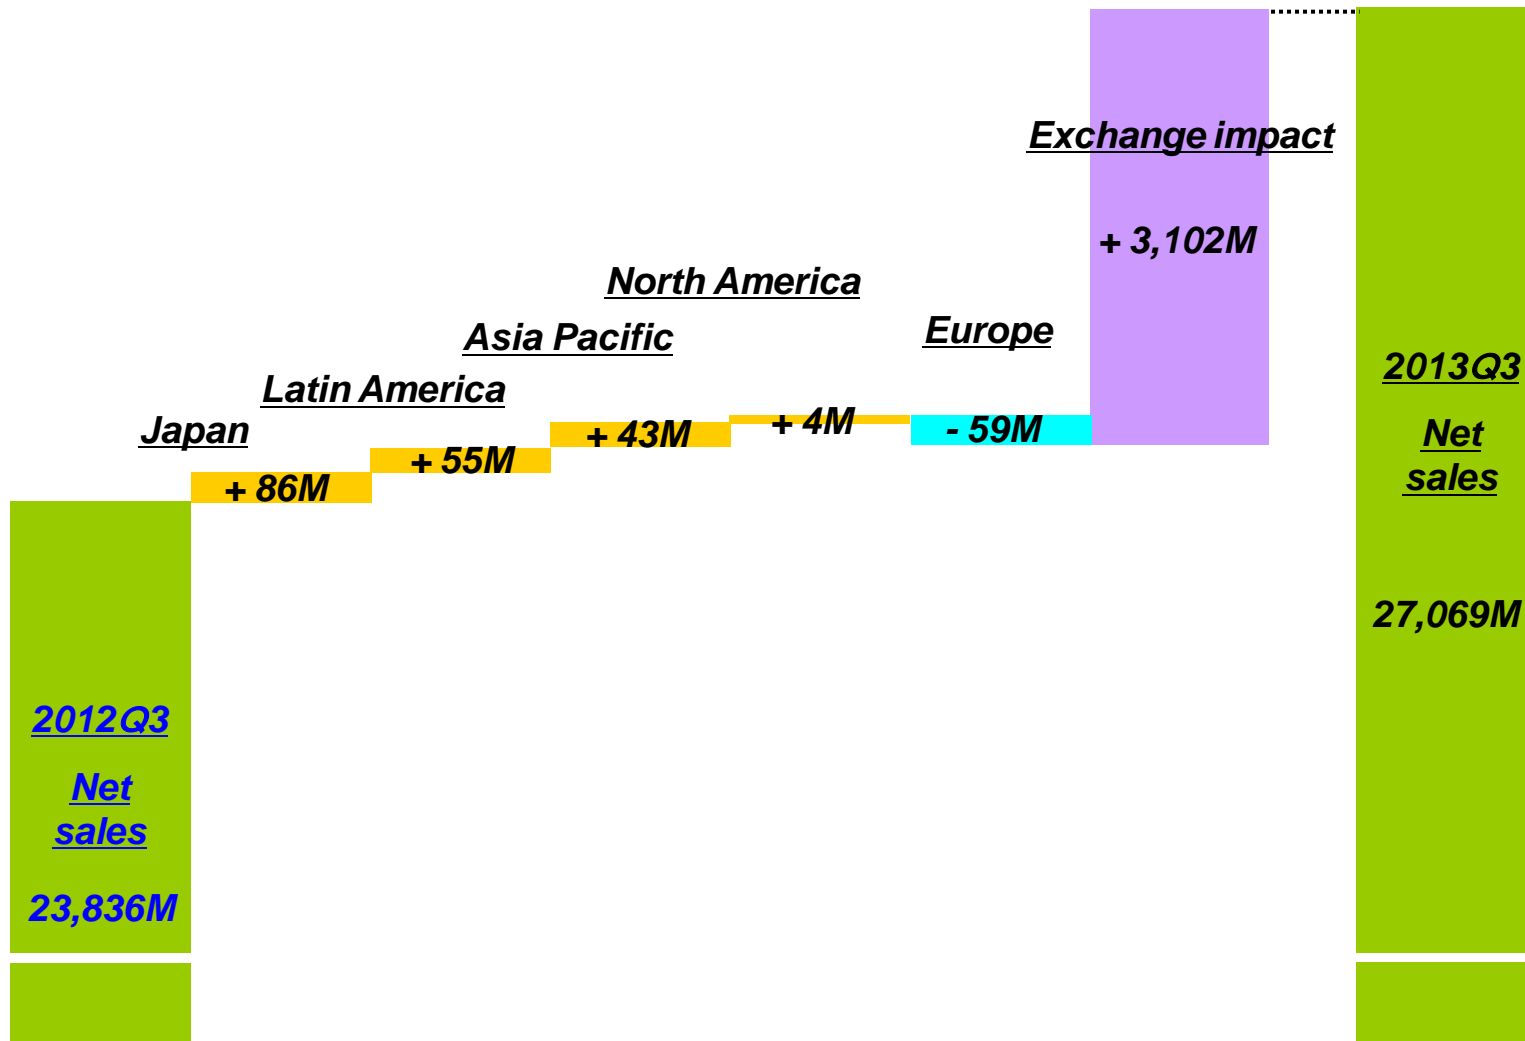 Exchange impact
+ 3,102M
North America
Asia Pacific
Europe
Latin America
Japan
+ 86M
+ 55M
+ 43M
+ 4M
- 59M
2012Q3
Net
sales
23,836M
2013Q3
Net
sales
27,069M